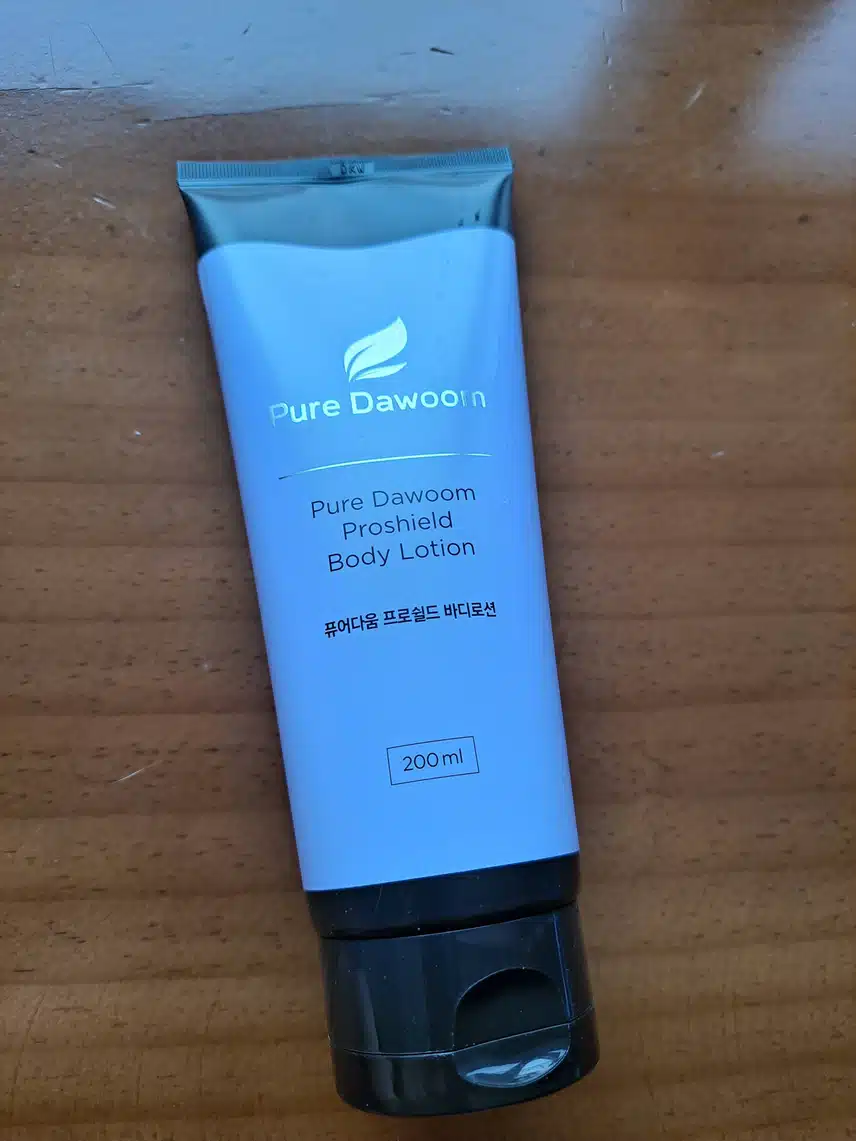 Pure Dawoom
Pure Dawoom
Proshield
Body Lotion
퓨어다움 프로쉴드 바디로션
200ml